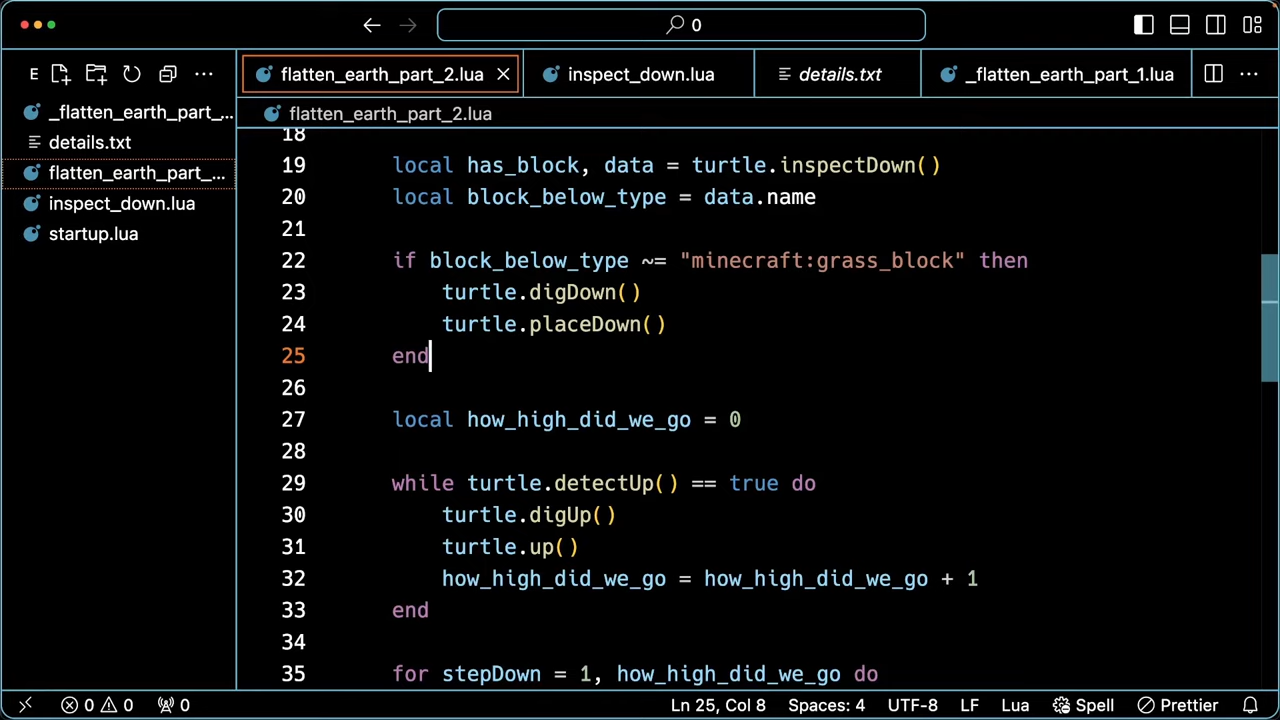 0
E
flatten_earth_part_2.lua
inspect_down.lua
details.txt
_flatten_earth_part_1.lua
_flatten_earth_part_...
details.txt
flatten_earth_part_...
inspect_down.lua
startup.lua
flatten_earth_part_2.lua
18
19 local has_block, data = turtle.inspectDown()
20 local block_below_type = data.name
21
22 if block_below_type ~= "minecraft:grass_block" then
23 turtle.digDown()
24 turtle.placeDown()
25 end
26
27 local how_high_did_we_go = 0
28
29 while turtle.detectUp() == true do
30 turtle.digUp()
31 turtle.up()
32 how_high_did_we_go = how_high_did_we_go + 1
33 end
34
35 for stepDown = 1, how_high_did_we_go do
0 0 0 Ln 25, Col 8 Spaces: 4 UTF-8 LF Lua Spell Prettier